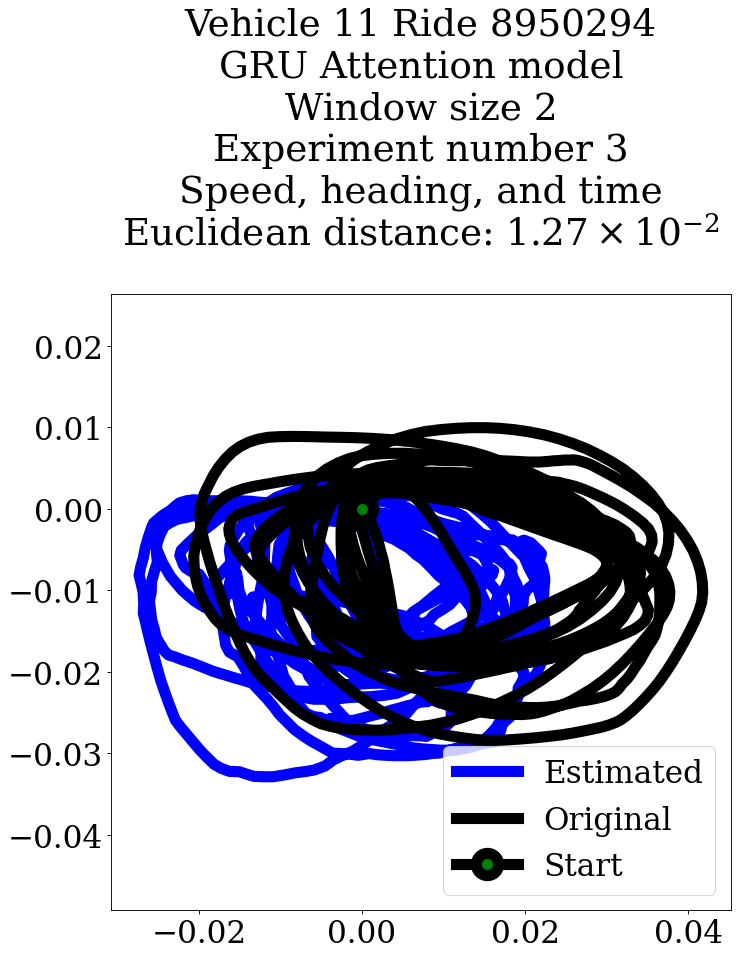 Vehicle 11 Ride 8950294
GRU Attention model
Window size 2
Experiment number 3
Speed, heading, and time
Euclidean distance: 1.27 × 10⁻²
0.02
0.01
0.00
−0.01
−0.02
−0.03
−0.04
Estimated
Original
Start
−0.02 0.00 0.02 0.04